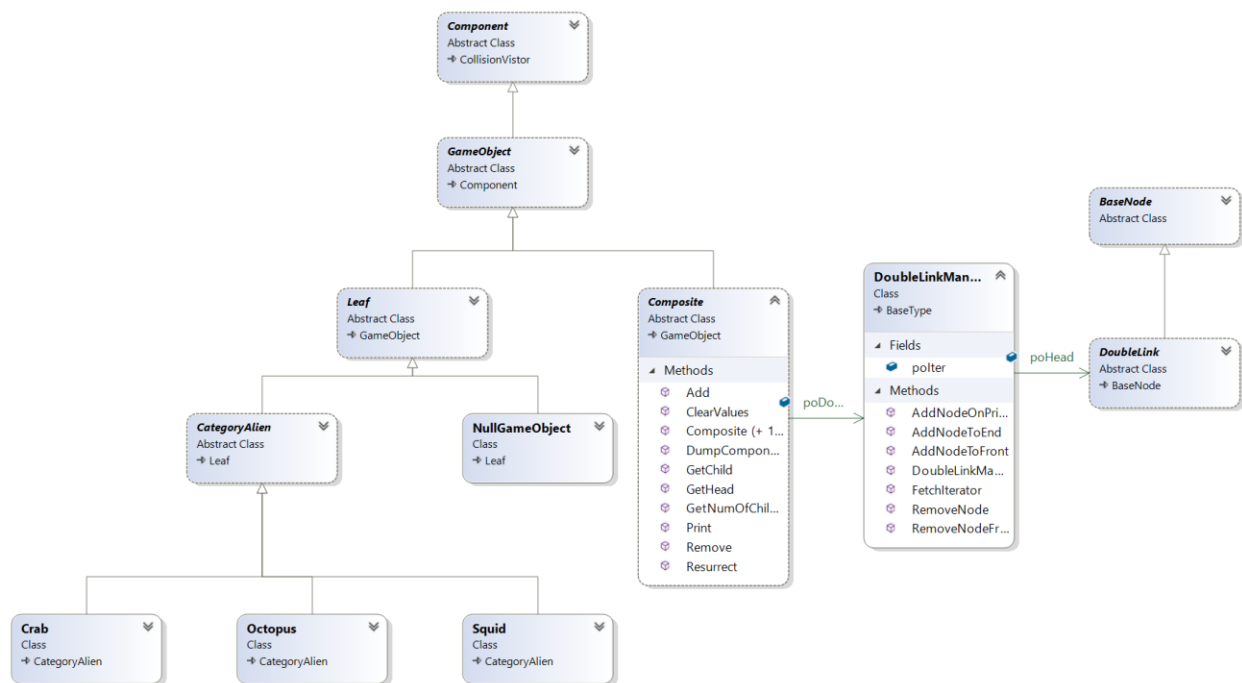 Component
Abstract Class
CollisionVistor
GameObject
Abstract Class
Component
BaseNode
Abstract Class
DoubleLinkMan...
Class
BaseType
Fields
poIter
Methods
AddNodeOnPri...
AddNodeToEnd
AddNodeToFront
DoubleLinkMa...
FetchIterator
RemoveNode
RemoveNodeFr...
poHead
Leaf
Abstract Class
GameObject
Composite
Abstract Class
GameObject
Methods
Add
ClearValues
Composite (+ 1...
DumpCompon...
GetChild
GetHead
GetNumOfChil...
Print
Remove
Resurrect
poDo...
DoubleLink
Abstract Class
BaseNode
CategoryAlien
Abstract Class
Leaf
NullGameObject
Class
Leaf
Crab
Class
CategoryAlien
Octopus
Class
CategoryAlien
Squid
Class
CategoryAlien